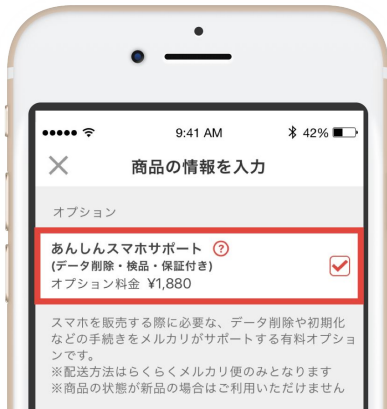 9:41 AM 42%
商品の情報を入力
オプション
あんしんスマホサポート ?
(データ削除・検品・保証付き)
オプション料金 ¥1,880
スマホを販売する際に必要な、データ削除や初期化
などの手続きをメルカリがサポートする有料オプショ
ンです。
※配送方法はらくらくメルカリ便のみとなります
※商品の状態が新品の場合はご利用いただけません